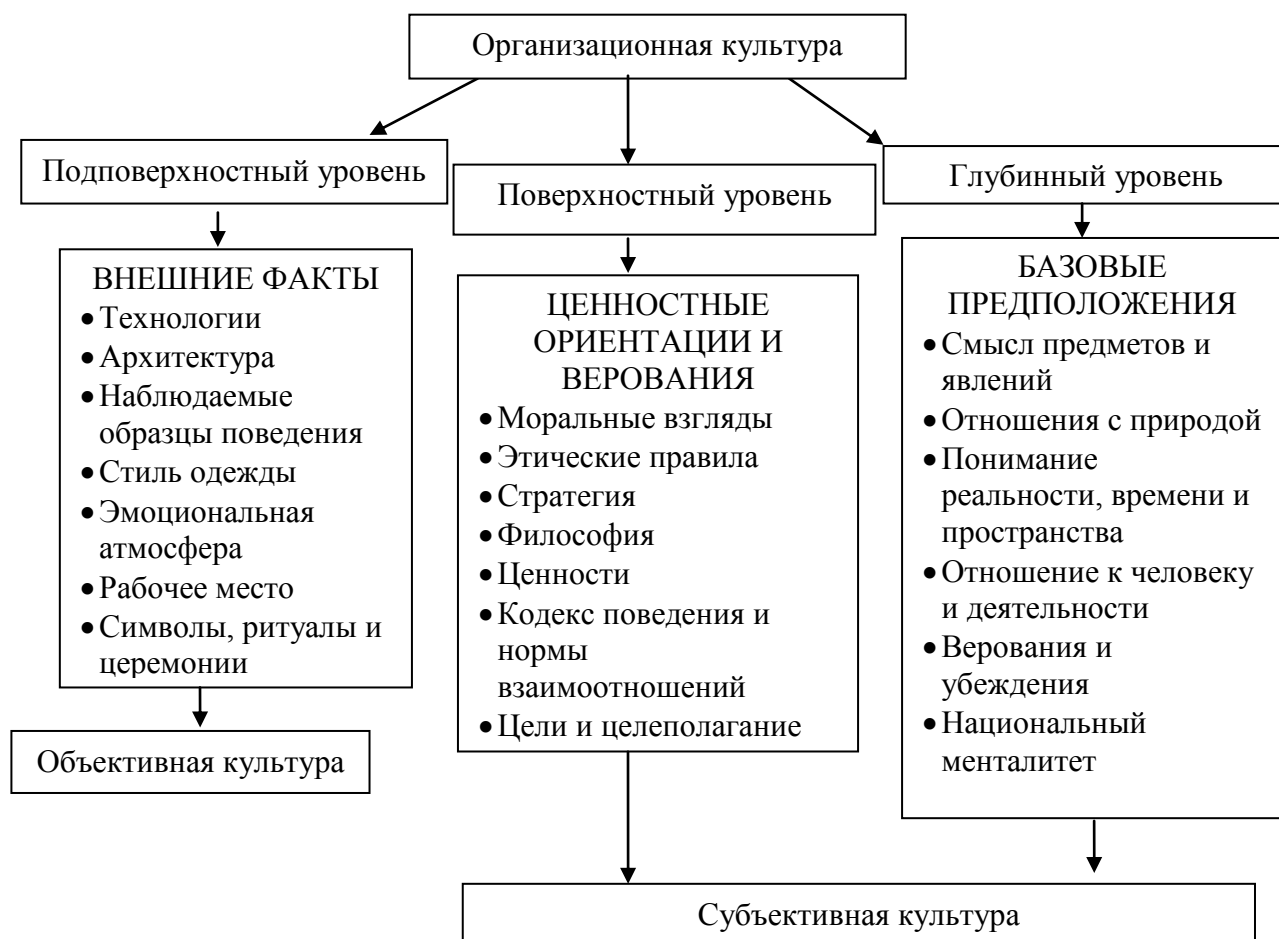 Организационная культура
Подповерхностный уровень
Поверхностный уровень
Глубинный уровень
ВНЕШНИЕ ФАКТЫ
• Технологии
• Архитектура
• Наблюдаемые
образцы поведения
• Стиль одежды
• Эмоциональная
атмосфера
• Рабочее место
• Символы, ритуалы и
церемонии
ЦЕННОСТНЫЕ
ОРИЕНТАЦИИ И
ВЕРОВАНИЯ
• Моральные взгляды
• Этические правила
• Стратегия
• Философия
• Ценности
• Кодекс поведения и
нормы
взаимоотношений
• Цели и целеполагание
БАЗОВЫЕ
ПРЕДПОЛОЖЕНИЯ
• Смысл предметов и
явлений
• Отношения с природой
• Понимание
реальности, времени и
пространства
• Отношение к человеку
и деятельности
• Верования и
убеждения
• Национальный
менталитет
Объективная культура
Субъективная культура